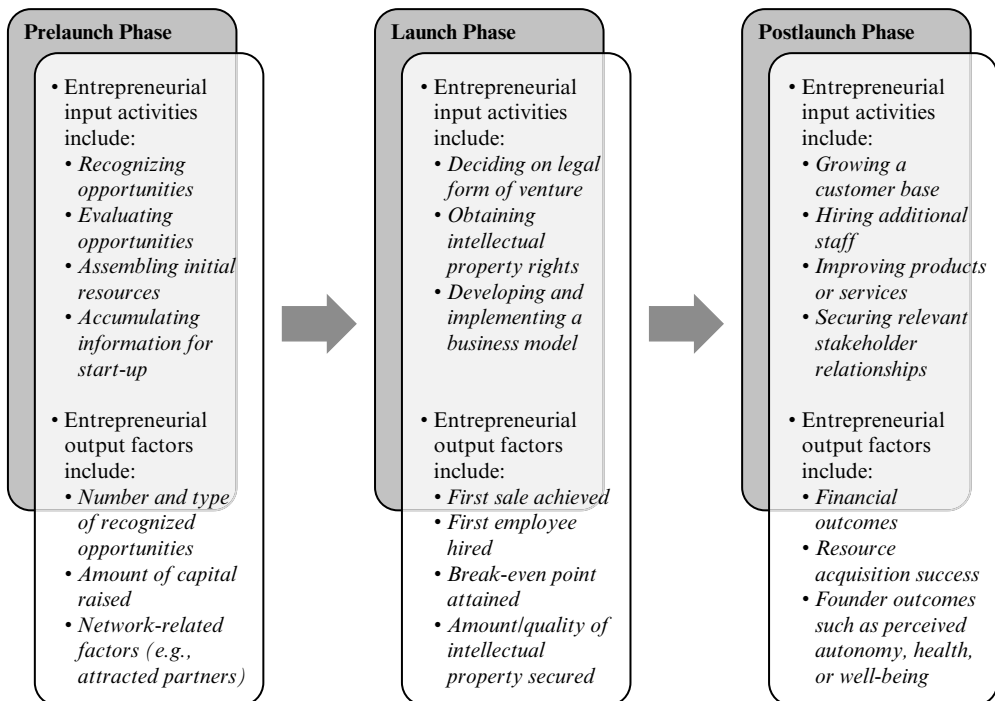 Prelaunch Phase
• Entrepreneurial
input activities
include:
• Recognizing
opportunities
• Evaluating
opportunities
• Assembling initial
resources
• Accumulating
information for
start-up
• Entrepreneurial
output factors
include:
• Number and type
of recognized
opportunities
• Amount of capital
raised
• Network-related
factors (e.g.,
attracted partners)
Launch Phase
• Entrepreneurial
input activities
include:
• Deciding on legal
form of venture
• Obtaining
intellectual
property rights
• Developing and
implementing a
business model
• Entrepreneurial
output factors
include:
• First sale achieved
• First employee
hired
• Break-even point
attained
• Amount/quality of
intellectual
property secured
Postlaunch Phase
• Entrepreneurial
input activities
include:
• Growing a
customer base
• Hiring additional
staff
• Improving products
or services
• Securing relevant
stakeholder
relationships
• Entrepreneurial
output factors
include:
• Financial
outcomes
• Resource
acquisition success
• Founder outcomes
such as perceived
autonomy, health,
or well-being